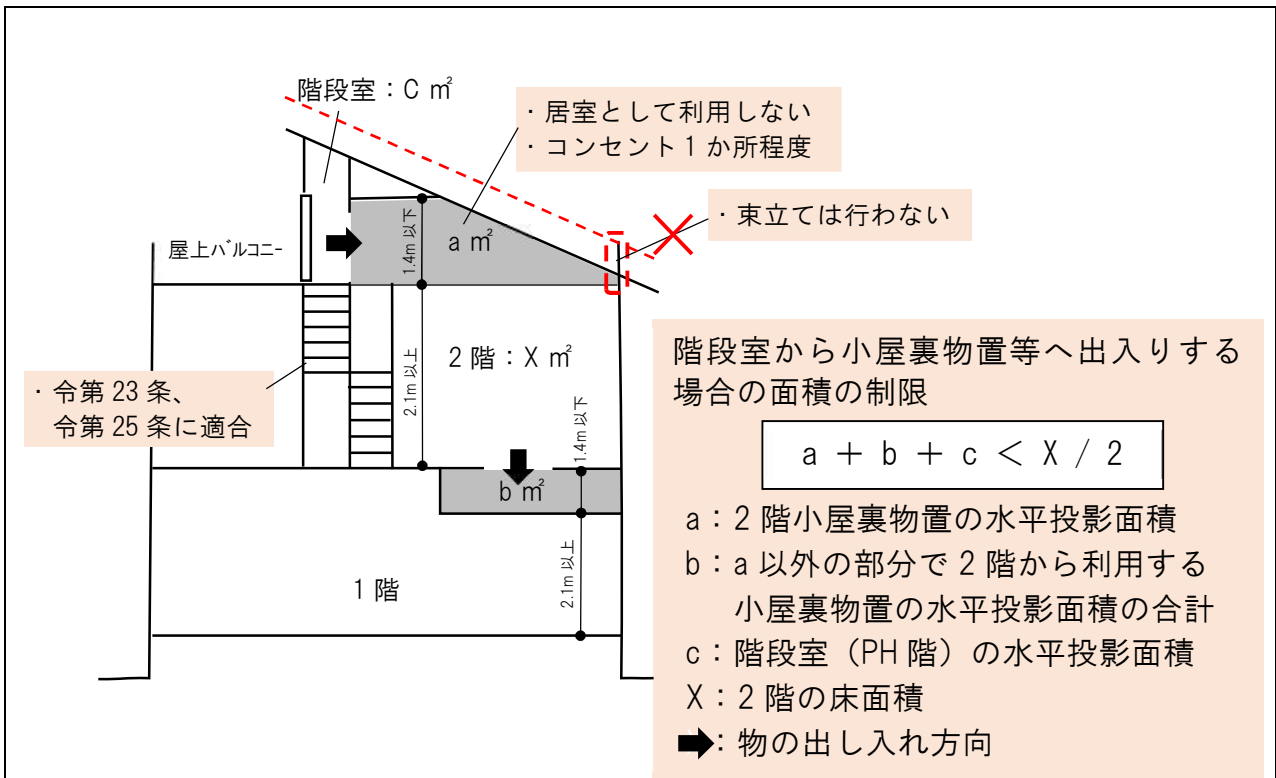 階段室：C ㎡
・居室として利用しない
・コンセント 1 か所程度
・束立ては行わない
屋上ﾊﾞﾙｺﾆｰ
1.4m 以下
a ㎡
2 階：X ㎡
2.1m 以上
・令第 23 条、
令第 25 条に適合
1.4m 以下
b ㎡
2.1m 以上
1 階
階段室から小屋裏物置等へ出入りする
場合の面積の制限
a ＋ b ＋ c ＜ X / 2
a：2 階小屋裏物置の水平投影面積
b：a 以外の部分で 2 階から利用する
小屋裏物置の水平投影面積の合計
c：階段室（PH 階）の水平投影面積
X：2 階の床面積
➡：物の出し入れ方向